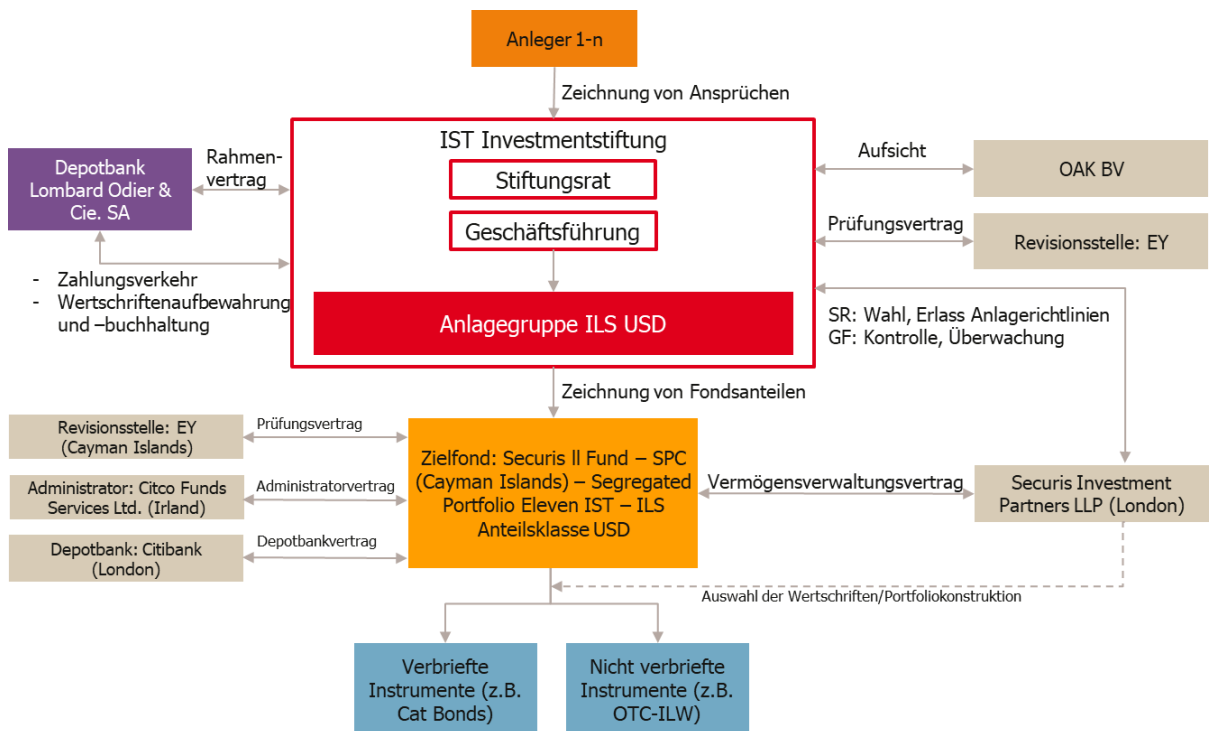 Anleger 1-n
Zeichnung von Ansprüchen
IST Investmentstiftung
Stiftungsrat
Geschäftsführung
Anlagegruppe ILS USD
Depotbank
Lombard Odier &
Cie. SA
Rahmen-
vertrag
- Zahlungsverkehr
- Wertschriftenaufbewahrung
und –buchhaltung
Aufsicht
OAK BV
Prüfungsvertrag
Revisionsstelle: EY
SR: Wahl, Erlass Anlagerichtlinien
GF: Kontrolle, Überwachung
Zeichnung von Fondsanteilen
Revisionsstelle: EY
(Cayman Islands)
Prüfungsvertrag
Administrator: Citco Funds
Services Ltd. (Irland)
Administratorvertrag
Depotbank: Citibank
(London)
Depotbankvertrag
Zielfond: Securis ll Fund – SPC
(Cayman Islands) – Segregated
Portfolio Eleven IST – ILS
Anteilsklasse USD
Vermögensverwaltungsvertrag
Securis Investment
Partners LLP (London)
Auswahl der Wertschriften/Portfoliokonstruktion
Verbriefte
Instrumente (z.B.
Cat Bonds)
Nicht verbriefte
Instrumente (z.B.
OTC-ILW)